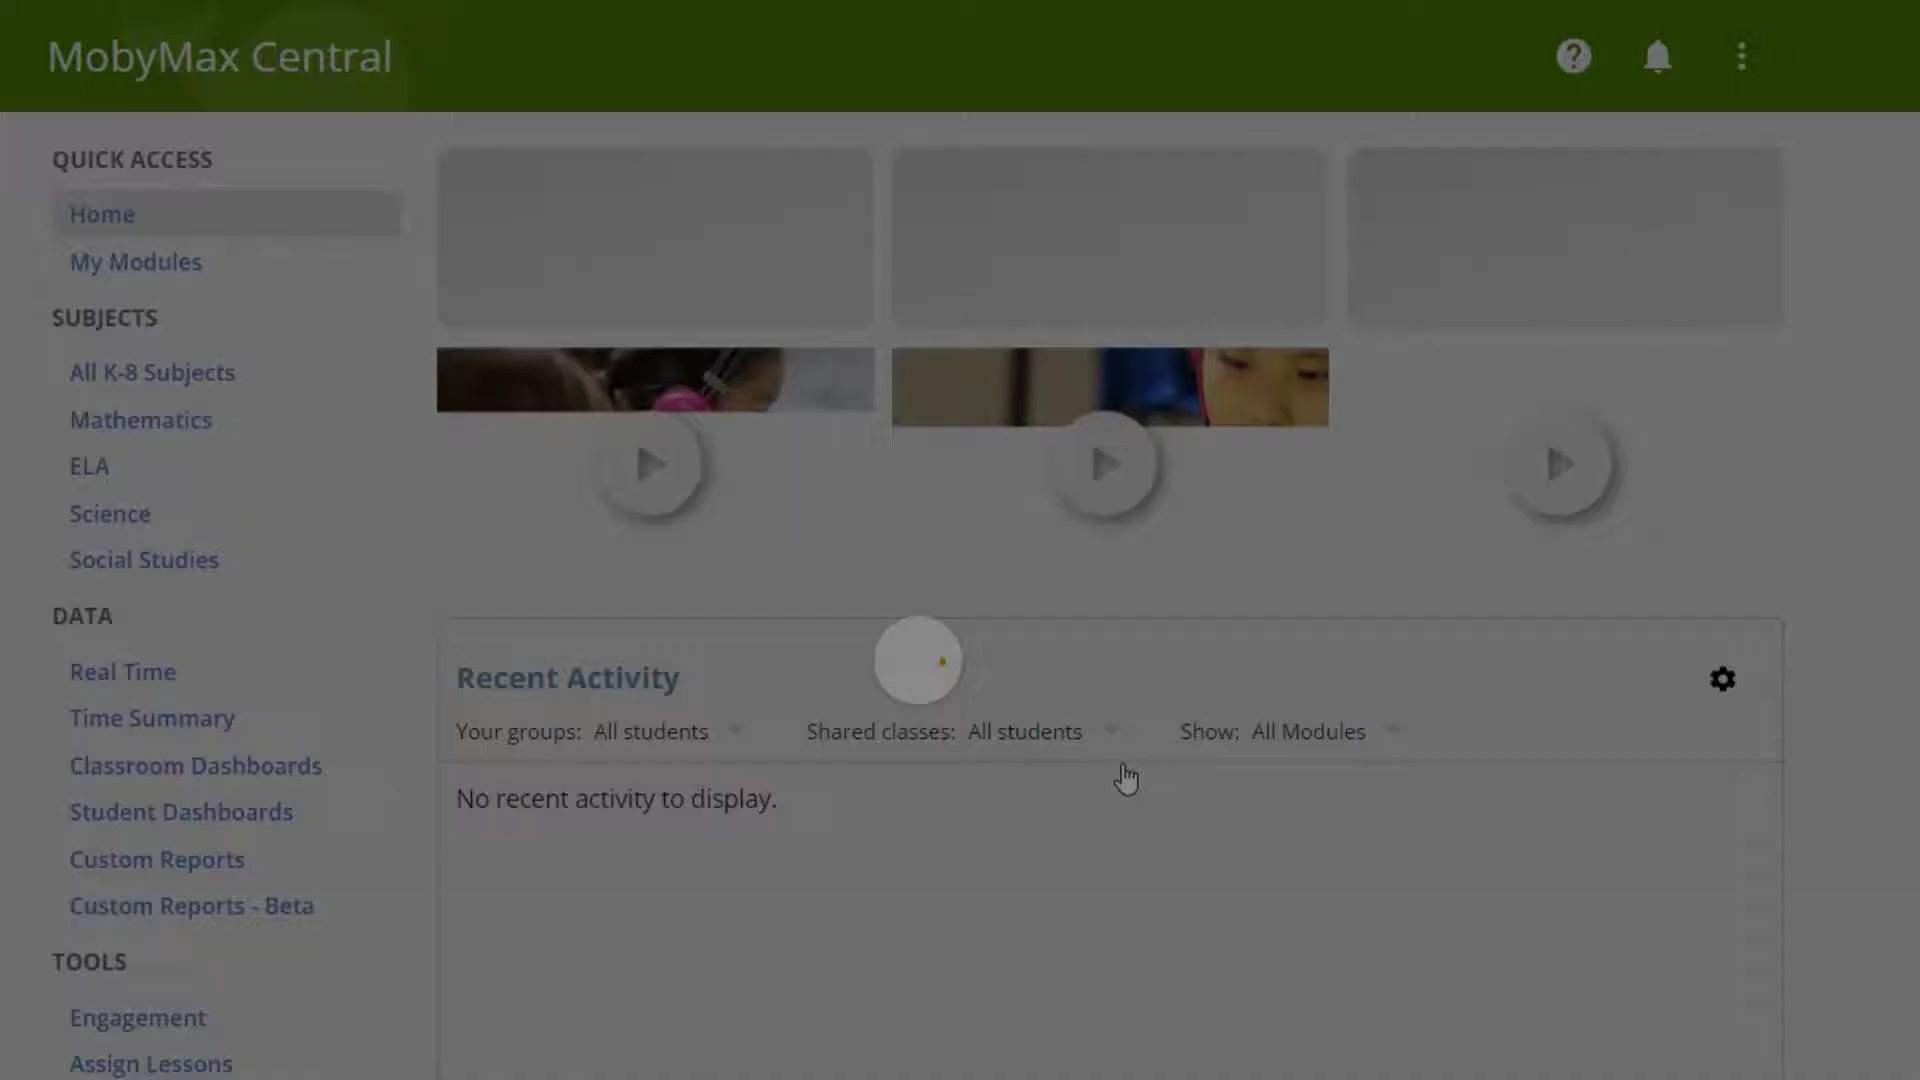 MobyMax Central
QUICK ACCESS
Home
My Modules
SUBJECTS
All K-8 Subjects
Mathematics
ELA
Science
Social Studies
DATA
Real Time
Time Summary
Classroom Dashboards
Student Dashboards
Custom Reports
Custom Reports - Beta
TOOLS
Engagement
Assign Lessons
Recent Activity
Your groups: All students Shared classes: All students Show: All Modules
No recent activity to display.